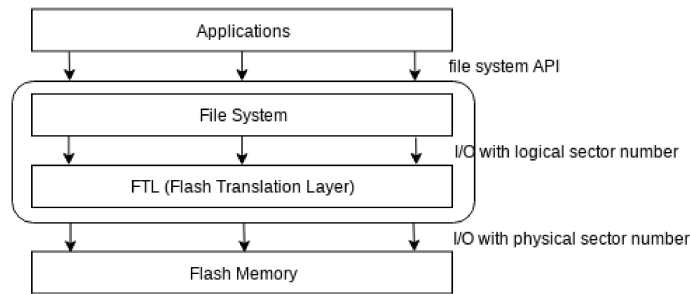 Applications
file system API
File System
I/O with logical sector number
FTL (Flash Translation Layer)
I/O with physical sector number
Flash Memory